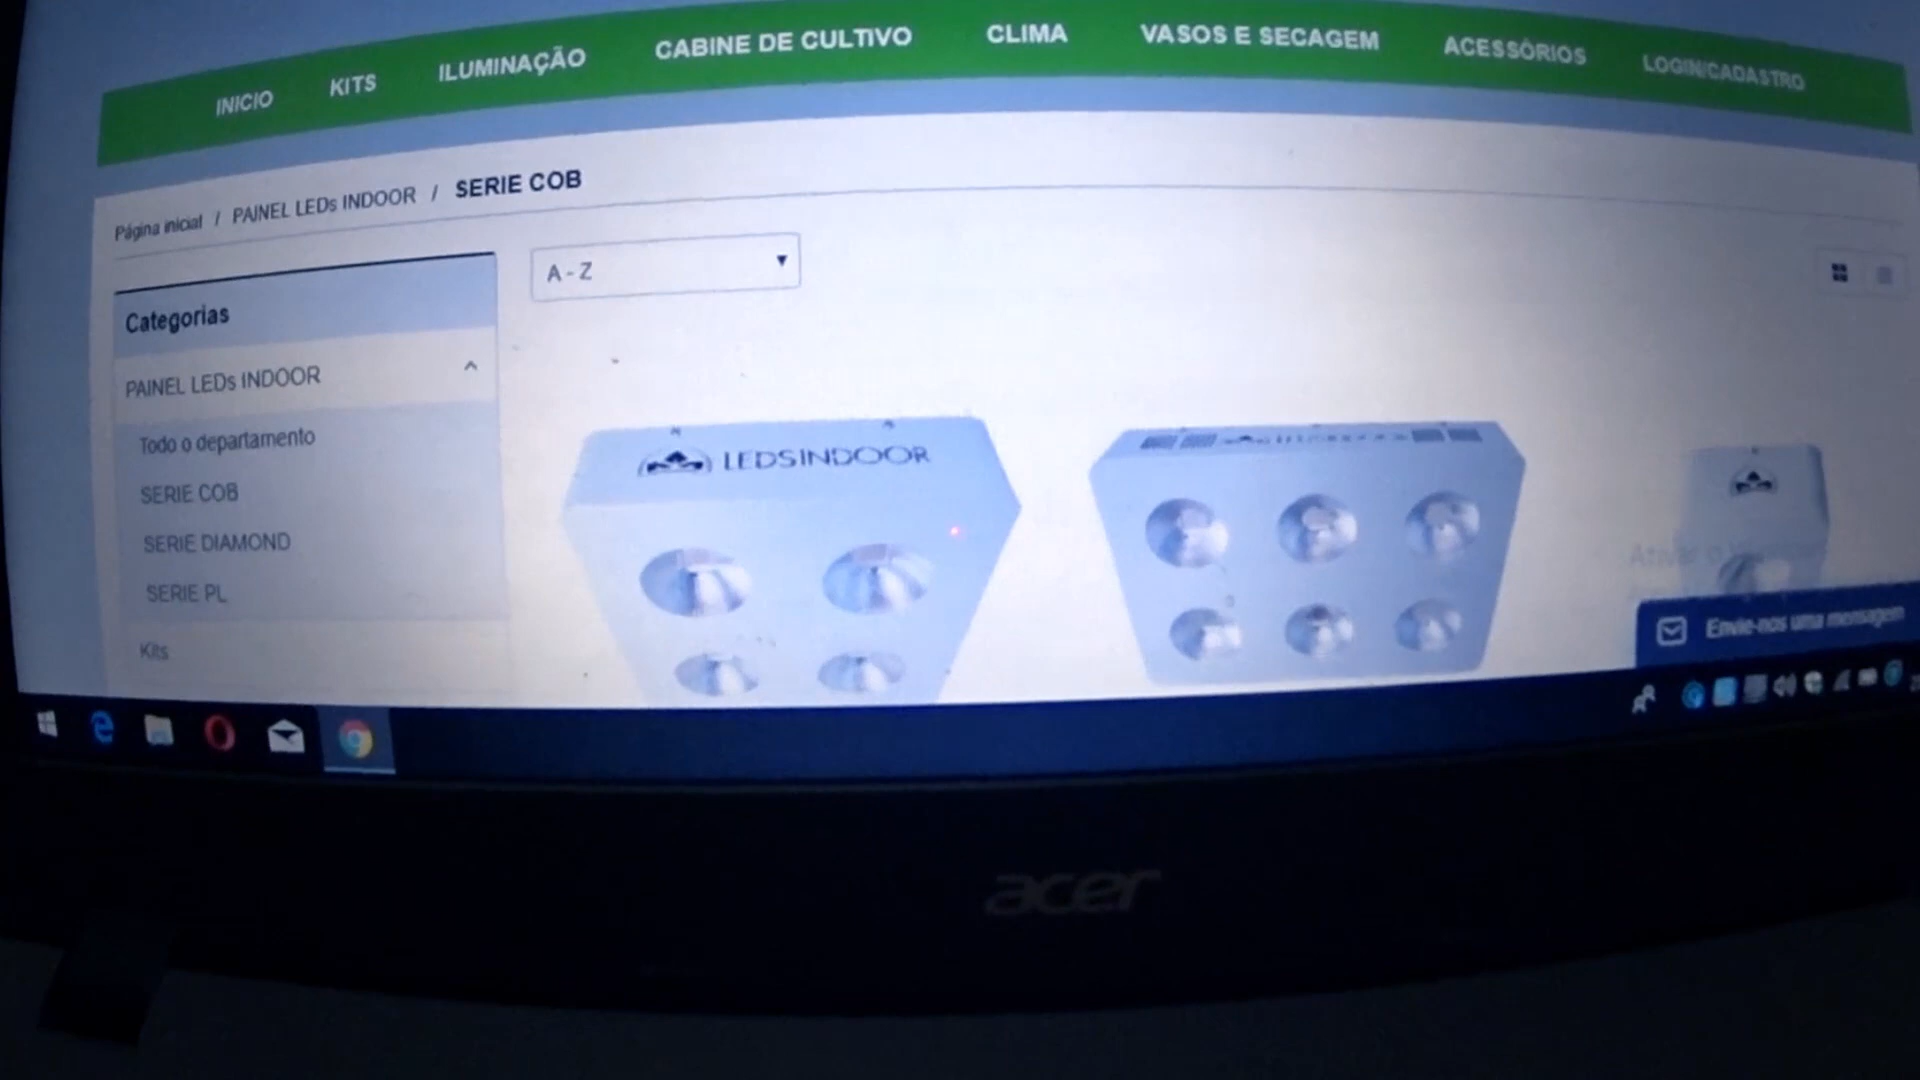 INICIO KITS ILUMINAÇÃO CABINE DE CULTIVO CLIMA VASOS E SECAGEM ACESSÓRIOS LOGIN/CADASTRO
Página inicial / PAINEL LEDs INDOOR / SERIE COB
A - Z
Categorias
PAINEL LEDs INDOOR
Todo o departamento
SERIE COB
SERIE DIAMOND
SERIE PL
Kits
LEDSINDOOR
Envie-nos uma mensagem
acer